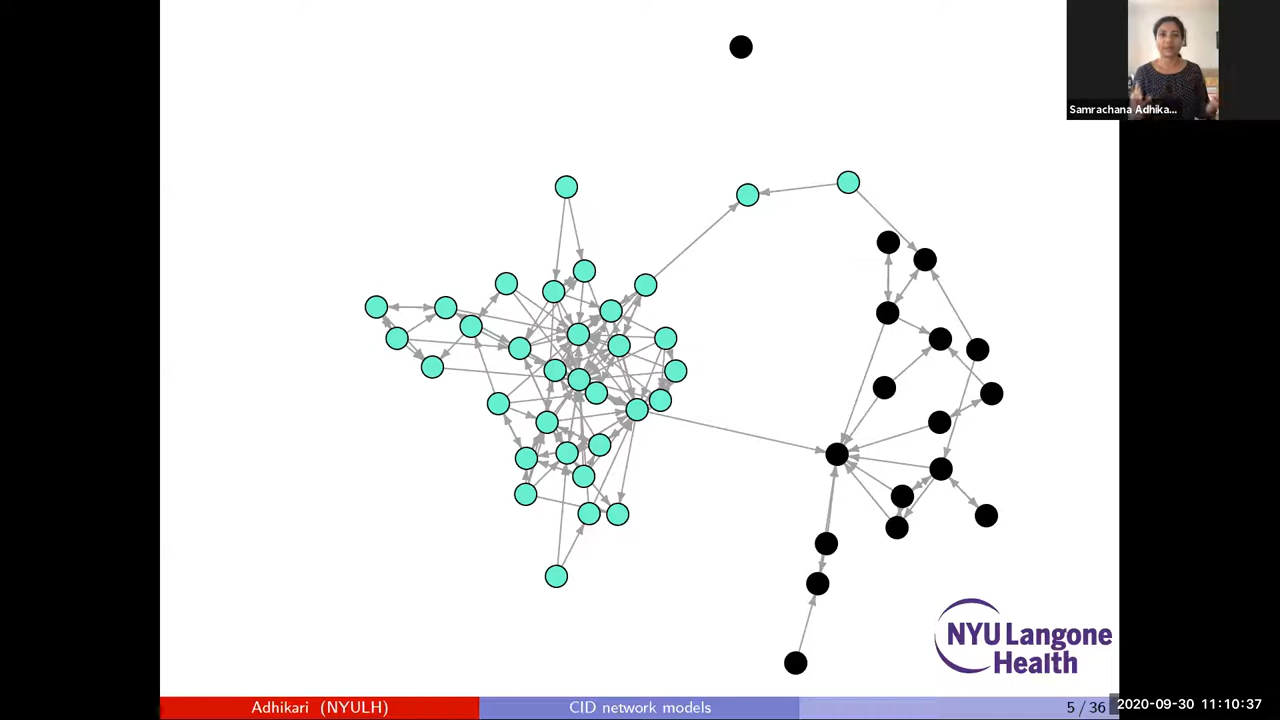 Samrachana Adhika...
NYU Langone
Health
Adhikari (NYULH)
CID network models
5 / 36
2020-09-30 11:10:37